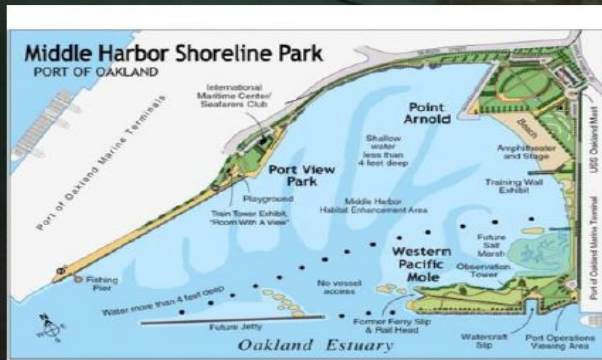 Middle Harbor Shoreline Park
PORT OF OAKLAND
International
Maritime Center/
Seafarers Club
Port of Oakland Marine Terminals
Point
Arnold
Shallow
water
less than
4 feet deep
Beach
USS Oakland Mast
Amphitheater
and Stage
Port View
Park
Training Wall
Exhibit
Playground
Middle Harbor
Habitat Enhancement Area
Train Tower Exhibit,
"Room With A View"
Future
Salt
Marsh
Western
Pacific
Mole
Observation
Tower
Port of Oakland Marine Terminal
Fishing
Pier
Water more than 4 feet deep
No vessel
access
Future Jetty
Former Ferry Slip
& Rail Head
Oakland Estuary
Watercraft
Slip
Port Operations
Viewing Area